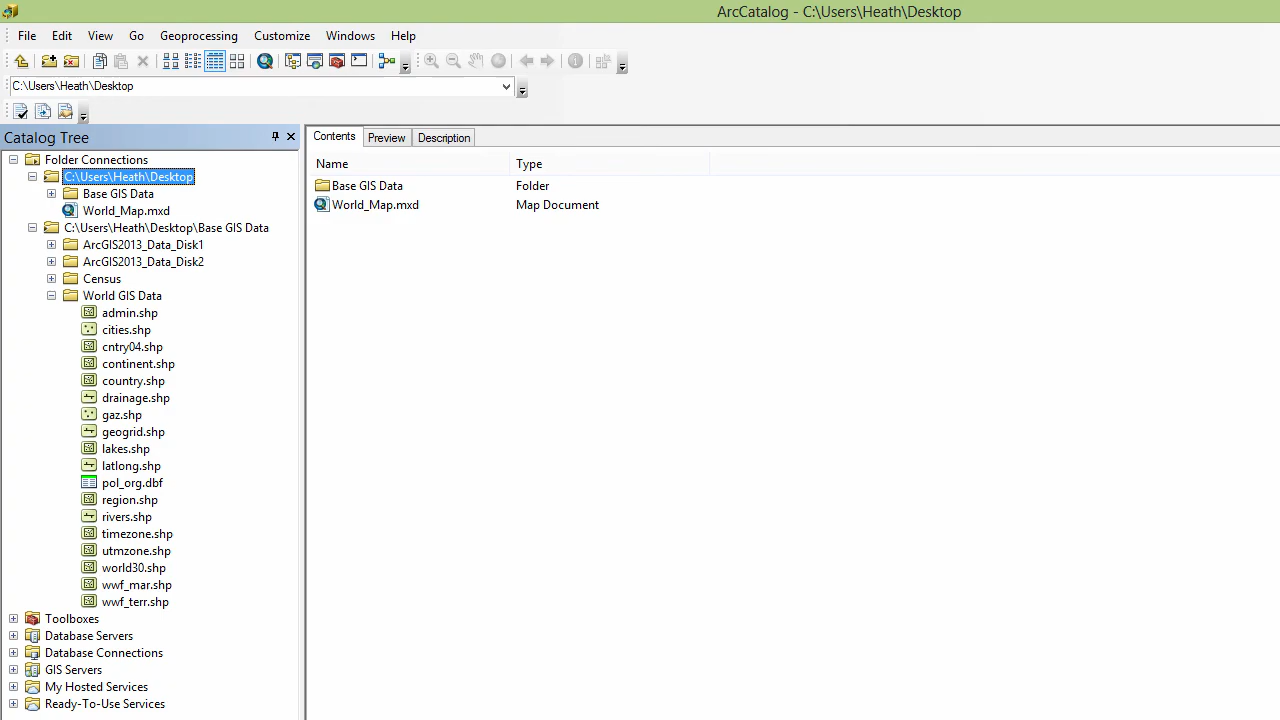 ArcCatalog - C:\Users\Heath\Desktop
File Edit View Go Geoprocessing Customize Windows Help
C:\Users\Heath\Desktop
Catalog Tree
Folder Connections
C:\Users\Heath\Desktop
Base GIS Data
World_Map.mxd
C:\Users\Heath\Desktop\Base GIS Data
ArcGIS2013_Data_Disk1
ArcGIS2013_Data_Disk2
Census
World GIS Data
admin.shp
cities.shp
cntry04.shp
continent.shp
country.shp
drainage.shp
gaz.shp
geogrid.shp
lakes.shp
latlong.shp
pol_org.dbf
region.shp
rivers.shp
timezone.shp
utmzone.shp
world30.shp
wwf_mar.shp
wwf_terr.shp
Toolboxes
Database Servers
Database Connections
GIS Servers
My Hosted Services
Ready-To-Use Services
Contents Preview Description
Name Type
Base GIS Data Folder
World_Map.mxd Map Document